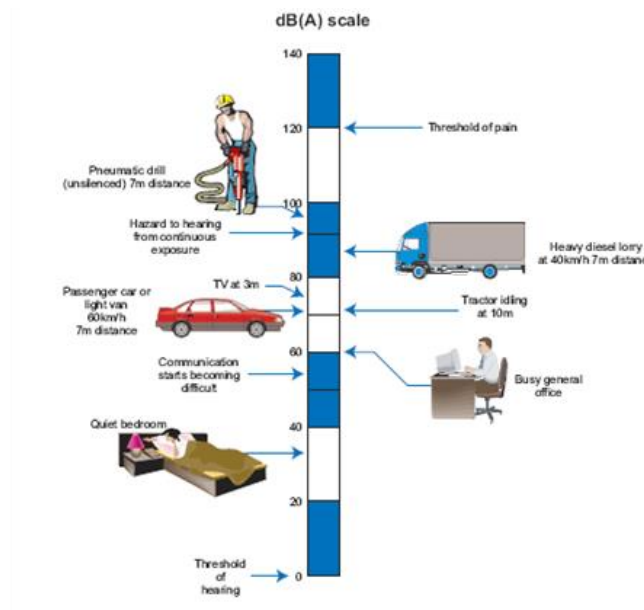 dB(A) scale
140
120
Threshold of pain
Pneumatic drill
(unsilenced) 7m distance
100
Hazard to hearing
from continuous
exposure
Heavy diesel lorry
at 40km/h 7m distance
80
TV at 3m
Passenger car or
light van
60km/h
7m distance
Tractor idling
at 10m
60
Communication
starts becoming
difficult
Busy general
office
Quiet bedroom
40
20
Threshold
of
hearing
0